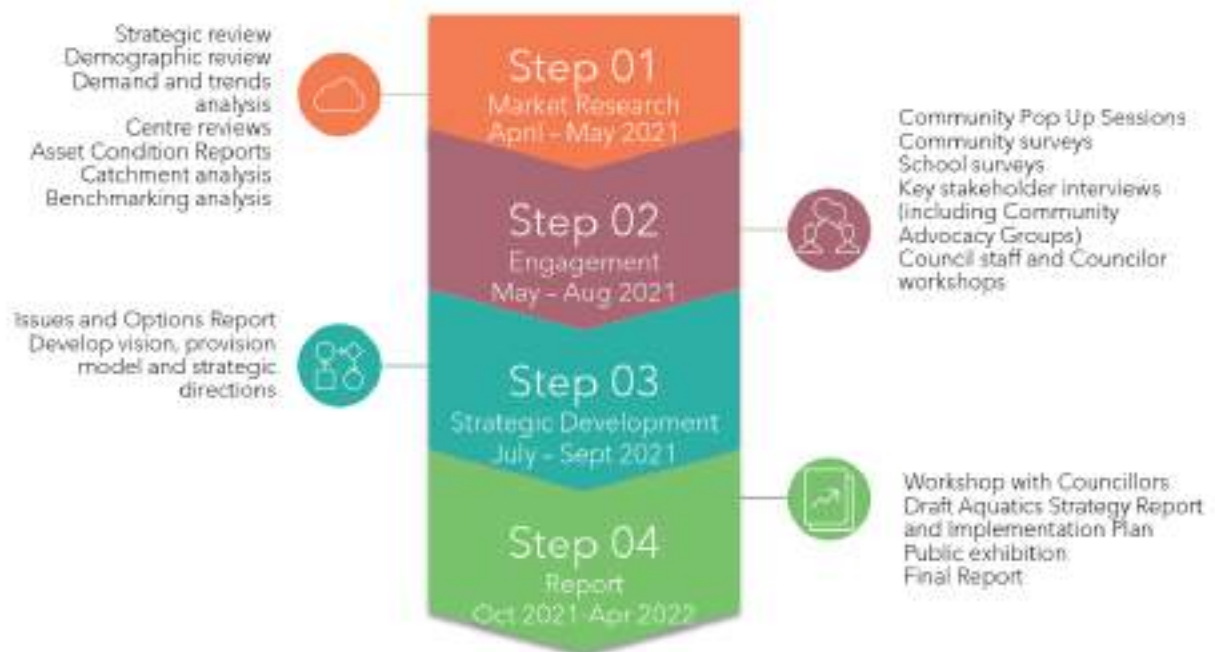 Strategic review
Demographic review
Demand and trends
analysis
Centre reviews
Asset Condition Reports
Catchment analysis
Benchmarking analysis
Step 01
Market Research
April – May 2021
Community Pop Up Sessions
Community surveys
School surveys
Key stakeholder interviews
(including Community
Advocacy Groups)
Council staff and Councilor
workshops
Step 02
Engagement
May – Aug 2021
Issues and Options Report
Develop vision, provision
model and strategic
directions
Step 03
Strategic Development
July – Sept 2021
Workshop with Councillors
Draft Aquatics Strategy Report
and Implementation Plan
Public exhibition
Final Report
Step 04
Report
Oct 2021-Apr 2022